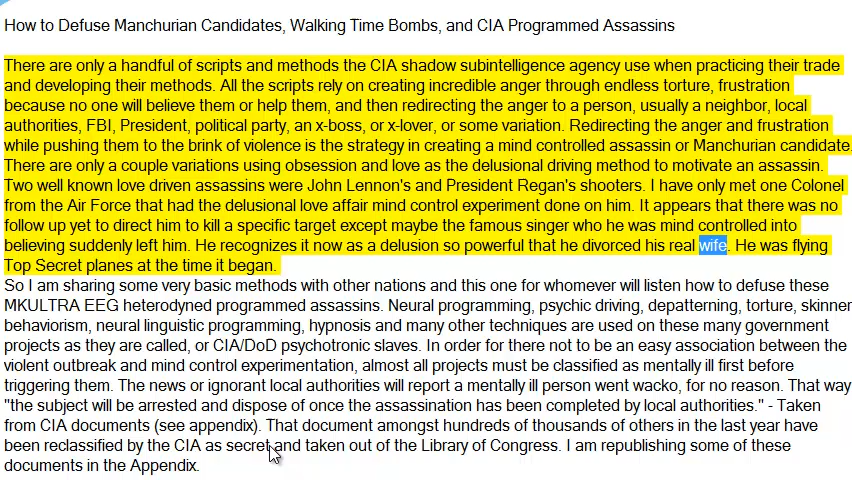 How to Defuse Manchurian Candidates, Walking Time Bombs, and CIA Programmed Assassins
There are only a handful of scripts and methods the CIA shadow subintelligence agency use when practicing their trade
and developing their methods. All the scripts rely on creating incredible anger through endless torture, frustration
because no one will believe them or help them, and then redirecting the anger to a person, usually a neighbor, local
authorities, FBI, President, political party, an x-boss, or x-lover, or some variation. Redirecting the anger and frustration
while pushing them to the brink of violence is the strategy in creating a mind controlled assassin or Manchurian candidate.
There are only a couple variations using obsession and love as the delusional driving method to motivate an assassin.
Two well known love driven assassins were John Lennon's and President Regan's shooters. I have only met one Colonel
from the Air Force that had the delusional love affair mind control experiment done on him. It appears that there was no
follow up yet to direct him to kill a specific target except maybe the famous singer who he was mind controlled into
believing suddenly left him. He recognizes it now as a delusion so powerful that he divorced his real wife. He was flying
Top Secret planes at the time it began.
So I am sharing some very basic methods with other nations and this one for whomever will listen how to defuse these
MKULTRA EEG heterodyned programmed assassins. Neural programming, psychic driving, depatterning, torture, skinner
behaviorism, neural linguistic programming, hypnosis and many other techniques are used on these many government
projects as they are called, or CIA/DoD psychotronic slaves. In order for there not to be an easy association between the
violent outbreak and mind control experimentation, almost all projects must be classified as mentally ill first before
triggering them. The news or ignorant local authorities will report a mentally ill person went wacko, for no reason. That way
"the subject will be arrested and dispose of once the assassination has been completed by local authorities." - Taken
from CIA documents (see appendix). That document amongst hundreds of thousands of others in the last year have
been reclassified by the CIA as secret and taken out of the Library of Congress. I am republishing some of these
documents in the Appendix.